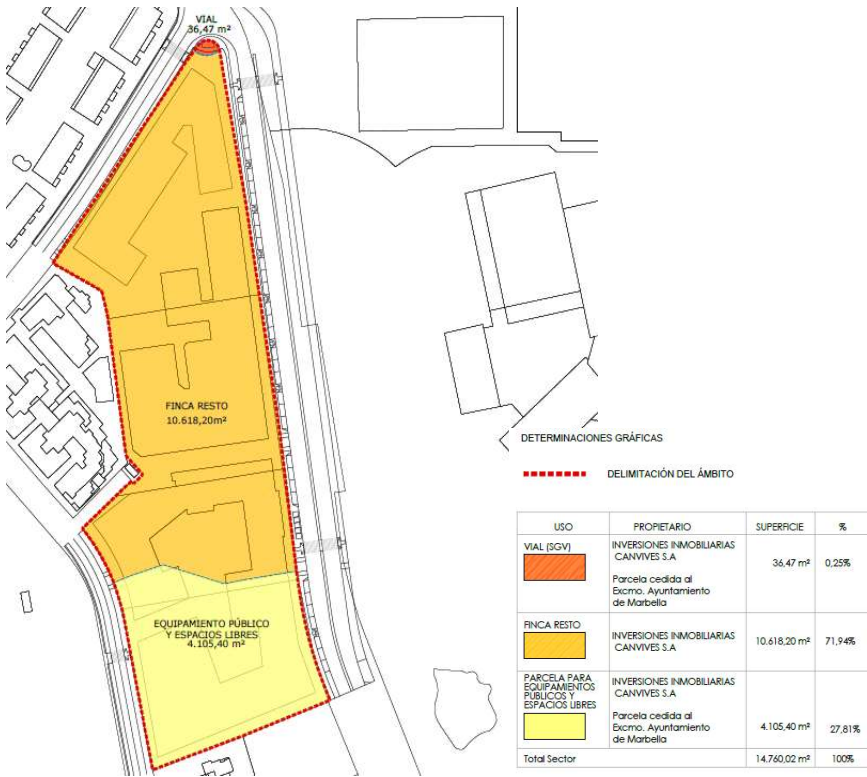 VIAL
36,47 m²
FINCA RESTO
10.618,20m²
EQUIPAMIENTO PÚBLICO
Y ESPACIOS LIBRES
4.105,40 m²
DETERMINACIONES GRÁFICAS
DELIMITACIÓN DEL ÁMBITO
USO PROPIETARIO SUPERFICIE %
VIAL (SGV)
INVERSIONES INMOBILIARIAS
CANVIVES S.A
Parcela cedida al
Excmo. Ayuntamiento
de Marbella
36,47 m² 0,25%
FINCA RESTO
INVERSIONES INMOBILIARIAS
CANVIVES S.A
10.618,20 m² 71,94%
PARCELA PARA
EQUIPAMIENTOS
PÚBLICOS Y
ESPACIOS LIBRES
INVERSIONES INMOBILIARIAS
CANVIVES S.A
Parcela cedida al
Excmo. Ayuntamiento
de Marbella
4.105,40 m² 27,81%
Total Sector 14.760,02 m² 100%